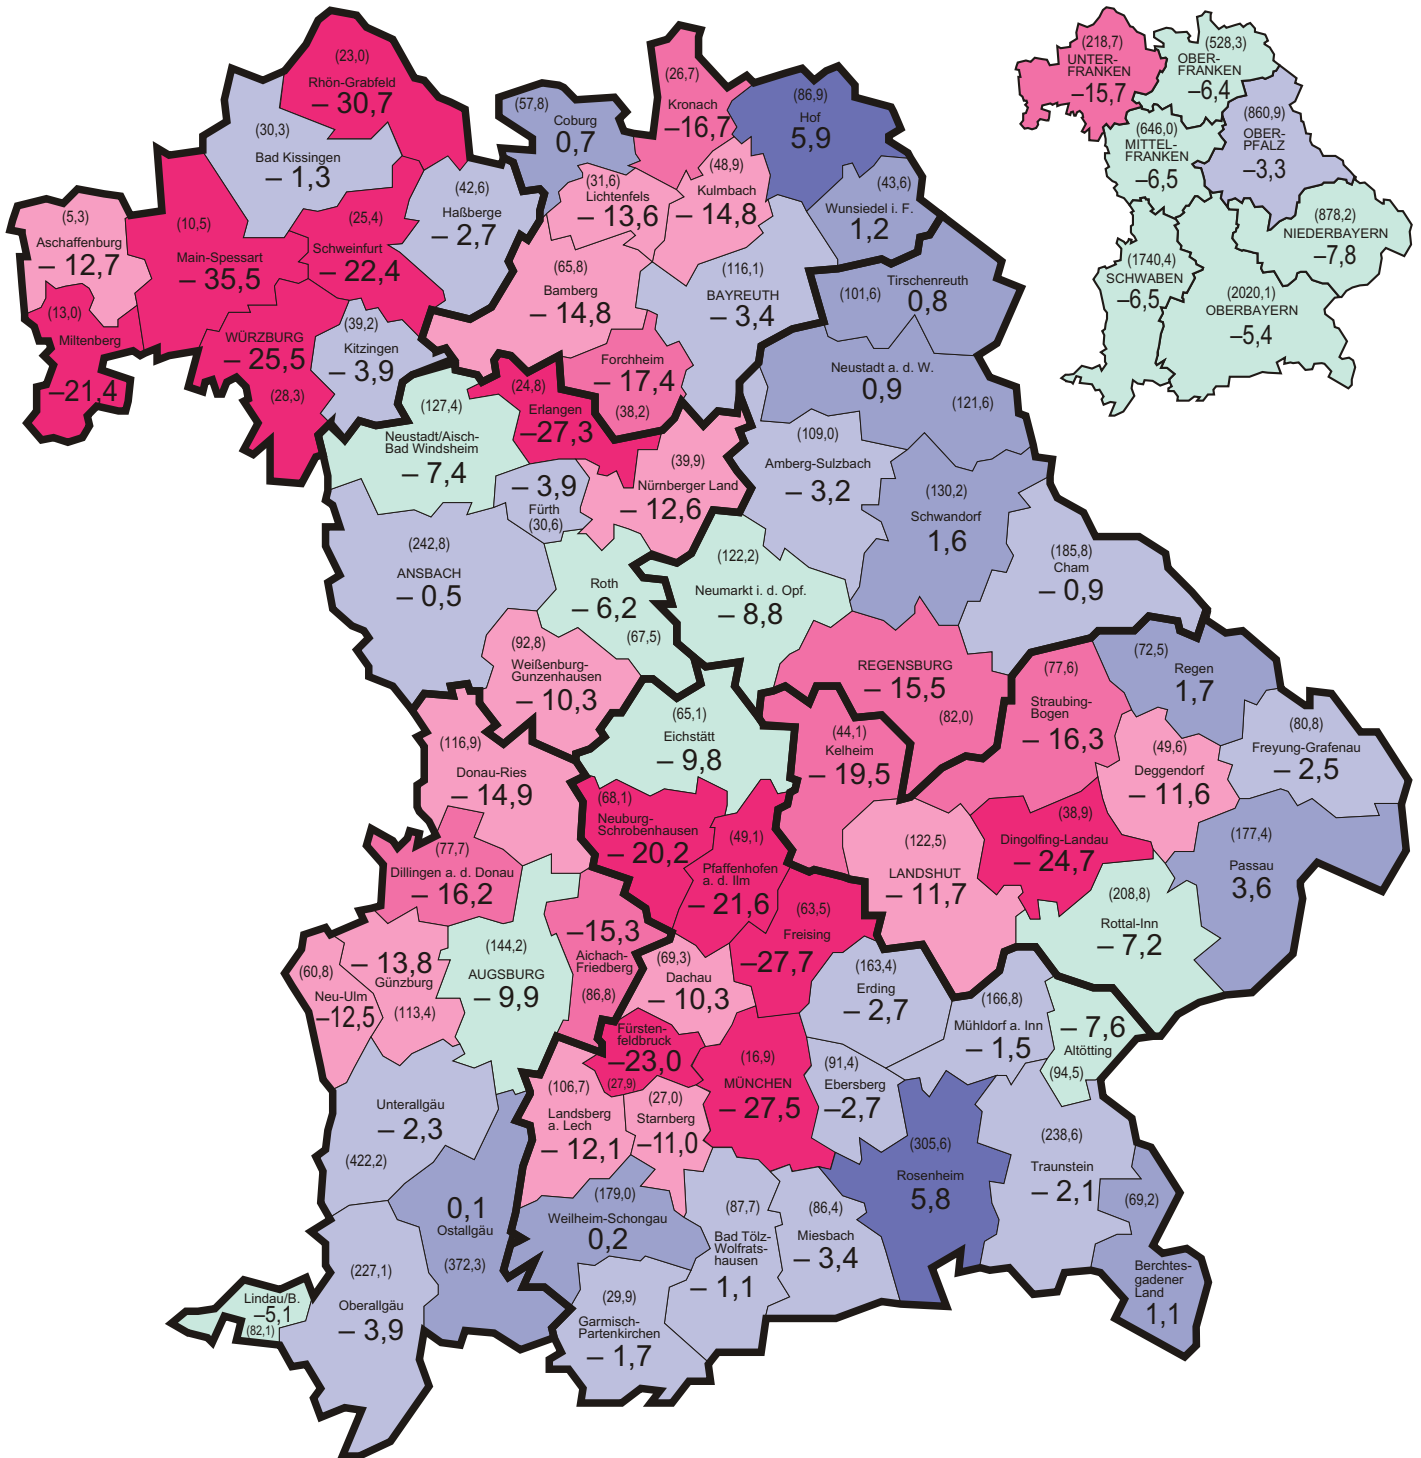 (23,0)
Rhön-Grabfeld
– 30,7
(30,3)
Bad Kissingen
– 1,3
(42,6)
Haßberge
– 2,7
(5,3)
Aschaffenburg
– 12,7
(10,5)
Main-Spessart
– 35,5
(25,4)
Schweinfurt
– 22,4
(13,0)
Miltenberg
–21,4
WÜRZBURG
– 25,5
(28,3)
(39,2)
Kitzingen
– 3,9
(57,8)
Coburg
0,7
(26,7)
Kronach
–16,7
(86,9)
Hof
5,9
(31,6)
Lichtenfels
– 13,6
(48,9)
Kulmbach
– 14,8
(43,6)
Wunsiedel i. F.
1,2
(65,8)
Bamberg
– 14,8
(116,1)
BAYREUTH
– 3,4
Forchheim
– 17,4
(38,2)
(101,6)
Tirschenreuth
0,8
Neustadt a. d. W.
0,9
(121,6)
(127,4)
Neustadt/Aisch-
Bad Windsheim
– 7,4
(24,8)
Erlangen
–27,3
– 3,9
Fürth
(30,6)
(39,9)
Nürnberger Land
– 12,6
(109,0)
Amberg-Sulzbach
– 3,2
(130,2)
Schwandorf
1,6
(185,8)
Cham
– 0,9
(242,8)
ANSBACH
– 0,5
Roth
– 6,2
(67,5)
(122,2)
Neumarkt i. d. Opf.
– 8,8
(92,8)
Weißenburg-
Gunzenhausen
– 10,3
REGENSBURG
– 15,5
(82,0)
(77,6)
Straubing-
Bogen
– 16,3
(72,5)
Regen
1,7
(80,8)
Freyung-Grafenau
– 2,5
(65,1)
Eichstätt
– 9,8
(44,1)
Kelheim
– 19,5
(49,6)
Deggendorf
– 11,6
(116,9)
Donau-Ries
– 14,9
(68,1)
Neuburg-
Schrobenhausen
– 20,2
(49,1)
Pfaffenhofen
a. d. Ilm
– 21,6
(122,5)
LANDSHUT
– 11,7
(38,9)
Dingolfing-Landau
– 24,7
(177,4)
Passau
3,6
(77,7)
Dillingen a. d. Donau
– 16,2
(208,8)
Rottal-Inn
– 7,2
(144,2)
AUGSBURG
– 9,9
–15,3
Aichach-
Friedberg
(86,8)
(63,5)
Freising
–27,7
(60,8)
Neu-Ulm
–12,5
– 13,8
Günzburg
(113,4)
(69,3)
Dachau
– 10,3
(163,4)
Erding
– 2,7
(166,8)
Mühldorf a. Inn
– 1,5
– 7,6
Altötting
(94,5)
Fürsten-
feldbruck
–23,0
(27,9)
(16,9)
MÜNCHEN
– 27,5
(91,4)
Ebersberg
–2,7
Unterallgäu
– 2,3
(422,2)
(106,7)
Landsberg
a. Lech
– 12,1
(27,0)
Starnberg
–11,0
(305,6)
Rosenheim
5,8
(238,6)
Traunstein
– 2,1
(69,2)
Berchtes-
gadener
Land
1,1
0,1
Ostallgäu
(372,3)
(179,0)
Weilheim-Schongau
0,2
(87,7)
Bad Tölz-
Wolfrats-
hausen
– 1,1
(86,4)
Miesbach
– 3,4
Lindau/B.
–5,1
(82,1)
(227,1)
Oberallgäu
– 3,9
(29,9)
Garmisch-
Partenkirchen
– 1,7
(218,7)
UNTER-
FRANKEN
–15,7
(528,3)
OBER-
FRANKEN
–6,4
(646,0)
MITTEL-
FRANKEN
–6,5
(860,9)
OBER-
PFALZ
–3,3
(878,2)
NIEDERBAYERN
–7,8
(1740,4)
SCHWABEN
–6,5
(2020,1)
OBERBAYERN
–5,4